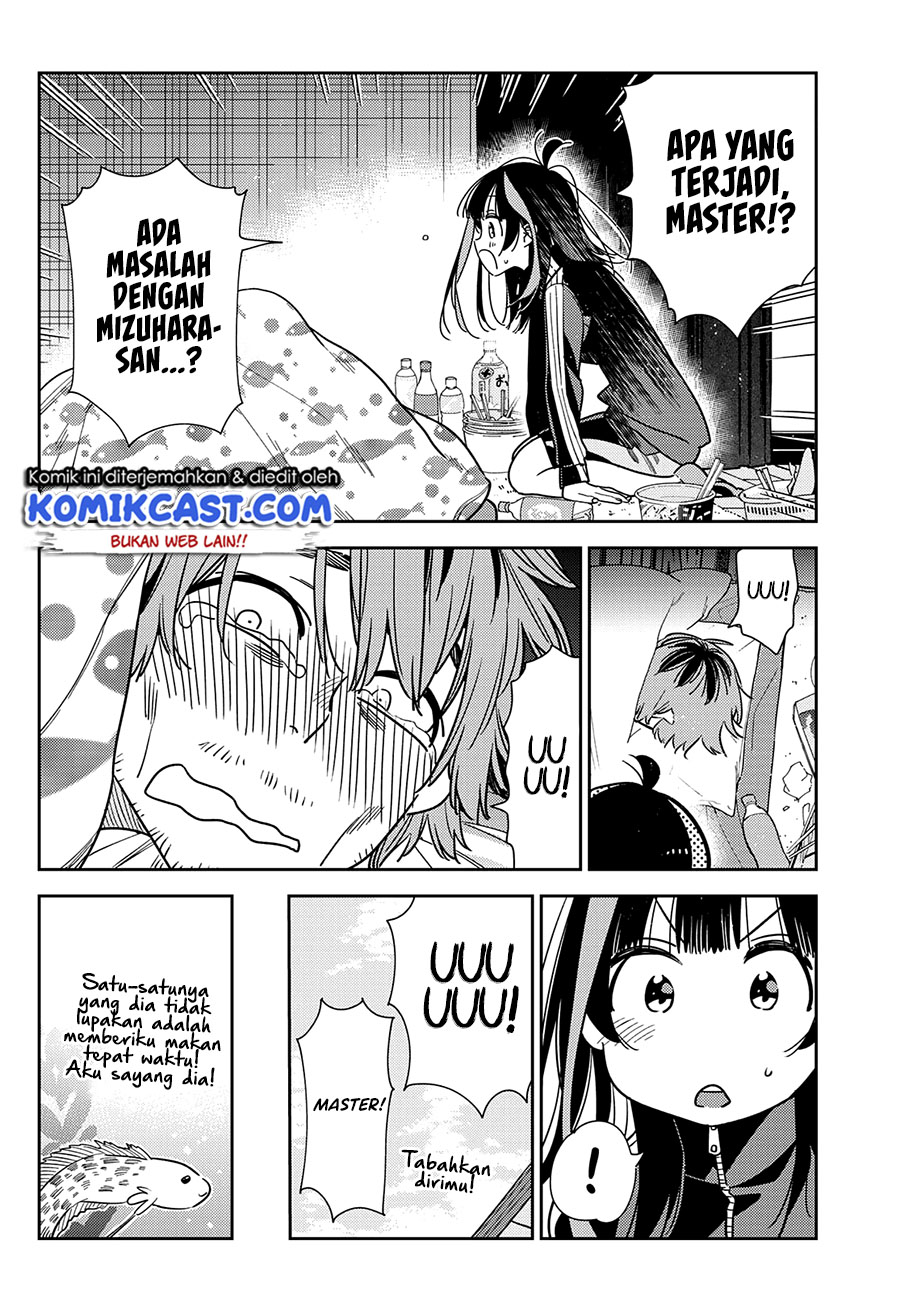 APA YANG
TERJADI,
MASTER!?
ADA
MASALAH
DENGAN
MIZUHARA-
SAN...?
Komik ini diterjemahkan & diedit oleh
KOMIKCAST.COM
BUKAN WEB LAIN!!
UUU!
UU
UU!
!
UUU
UUU!
MASTER!
Tabahkan
dirimu!
Satu-satunya
yang dia tidak
lupakan adalah
memberiku makan
tepat waktu!
Aku sayang dia!